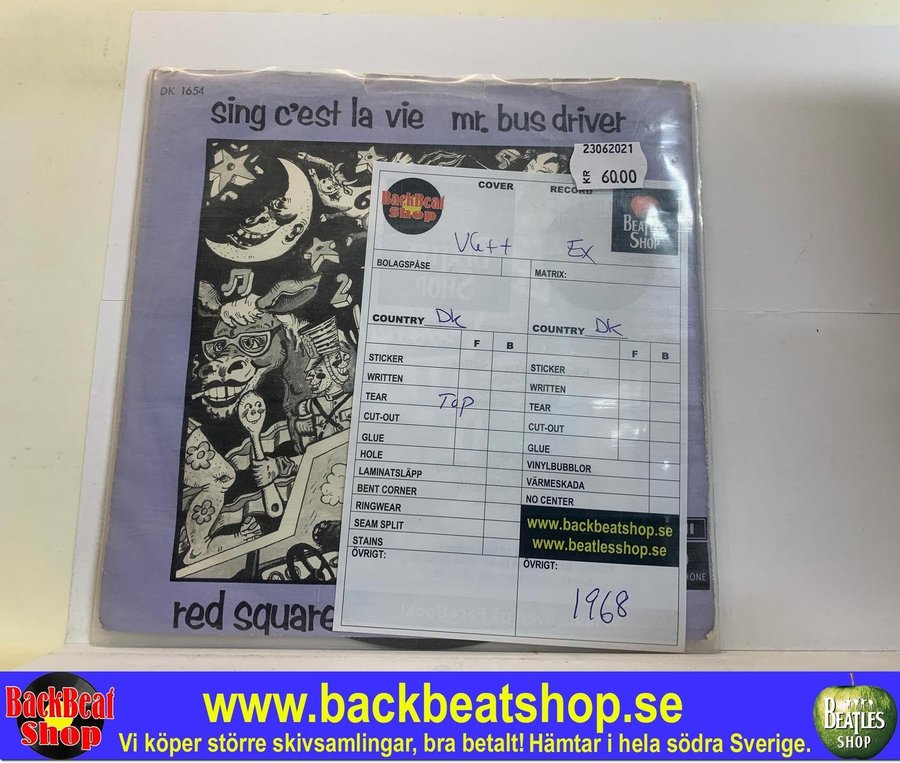 DK 1654
sing c'est la vie mr. bus driver
23062021
KR 60.00
COVER RECORD
BackBeat Shop
BEATLES SHOP
VG++ Ex
BOLAGSPÅSE MATRIX:
COUNTRY DK COUNTRY DK
F B F B
STICKER STICKER
WRITTEN WRITTEN
TEAR Top TEAR
CUT-OUT CUT-OUT
GLUE GLUE
HOLE VINYLBUBBLOR
LAMINATSLÄPP VÄRMESKADA
BENT CORNER NO CENTER
RINGWEAR
SEAM SPLIT
STAINS
www.backbeatshop.se
www.beatlesshop.se
ÖVRIGT: ÖVRIGT:
1968
2
red square
BackBeat Shop
www.backbeatshop.se
Vi köper större skivsamlingar, bra betalt! Hämtar i hela södra Sverige.
BEATLES SHOP